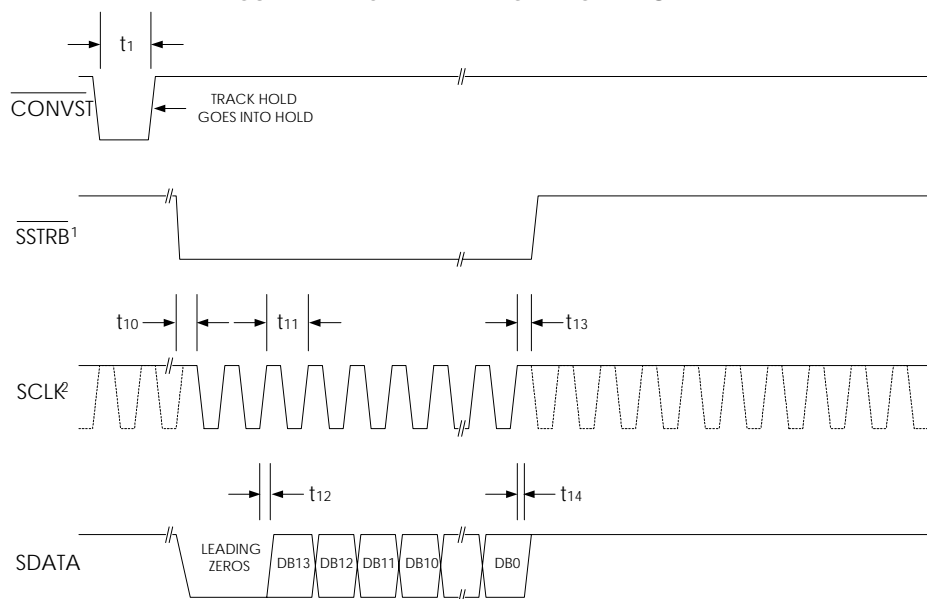 t1
CONVST
TRACK HOLD
GOES INTO HOLD
SSTRB1
t10
t11
t13
SCLK2
t12
t14
SDATA
LEADING
ZEROS
DB13
DB12
DB11
DB10
DB0